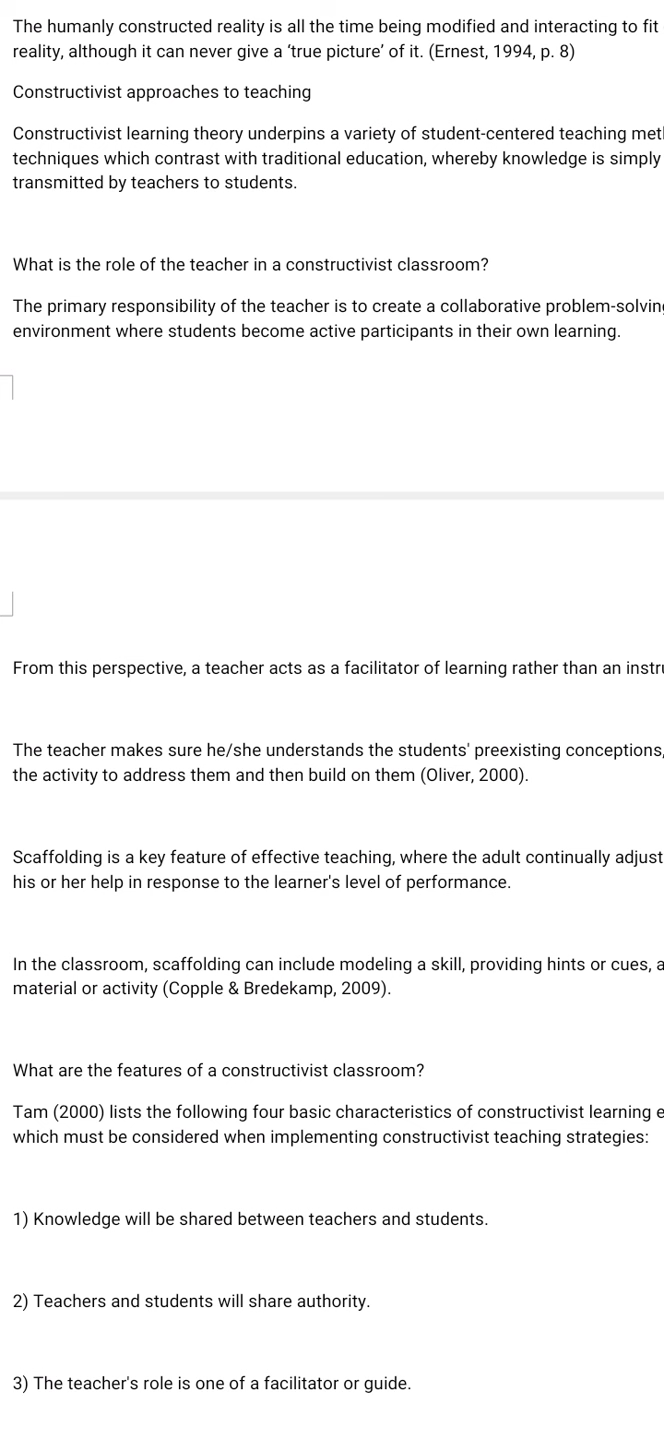 The humanly constructed reality is all the time being modified and interacting to fit
reality, although it can never give a ‘true picture’ of it. (Ernest, 1994, p. 8)
Constructivist approaches to teaching
Constructivist learning theory underpins a variety of student-centered teaching
techniques which contrast with traditional education, whereby knowledge is simply
transmitted by teachers to students.
What is the role of the teacher in a constructivist classroom?
The primary responsibility of the teacher is to create a collaborative
environment where students become active participants in their own learning.
From this perspective, a teacher acts as a facilitator of learning rather than an
The teacher makes sure he/she understands the students' preexisting conceptions,
the activity to address them and then build on them (Oliver, 2000).
Scaffolding is a key feature of effective teaching, where the adult continually adjust
his or her help in response to the learner's level of performance.
In the classroom, scaffolding can include modeling a skill, providing hints or cues,
material or activity (Copple & Bredekamp, 2009).
What are the features of a constructivist classroom?
Tam (2000) lists the following four basic characteristics of constructivist learning
which must be considered when implementing constructivist teaching strategies:
1) Knowledge will be shared between teachers and students.
2) Teachers and students will share authority.
3) The teacher's role is one of a facilitator or guide.